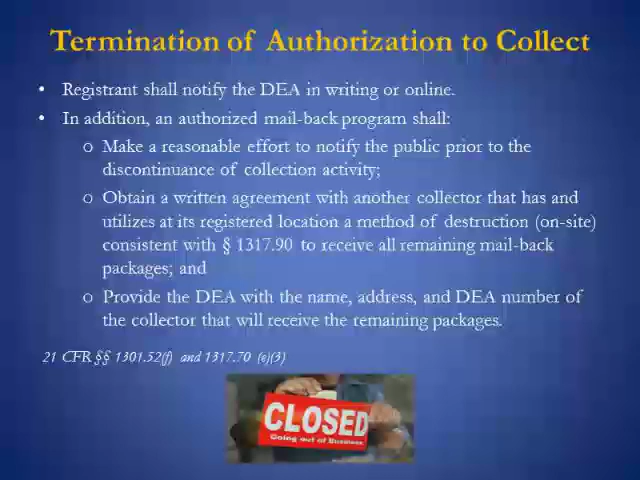 Termination of Authorization to Collect
• Registrant shall notify the DEA in writing or online.
• In addition, an authorized mail-back program shall:
o Make a reasonable effort to notify the public prior to the
discontinuance of collection activity;
o Obtain a written agreement with another collector that has and
utilizes at its registered location a method of destruction (on-site)
consistent with § 1317.90 to receive all remaining mail-back
packages; and
o Provide the DEA with the name, address, and DEA number of
the collector that will receive the remaining packages.
21 CFR §§ 1301.52(f) and 1317.70 (e)(3)
CLOSED
Going out of Business